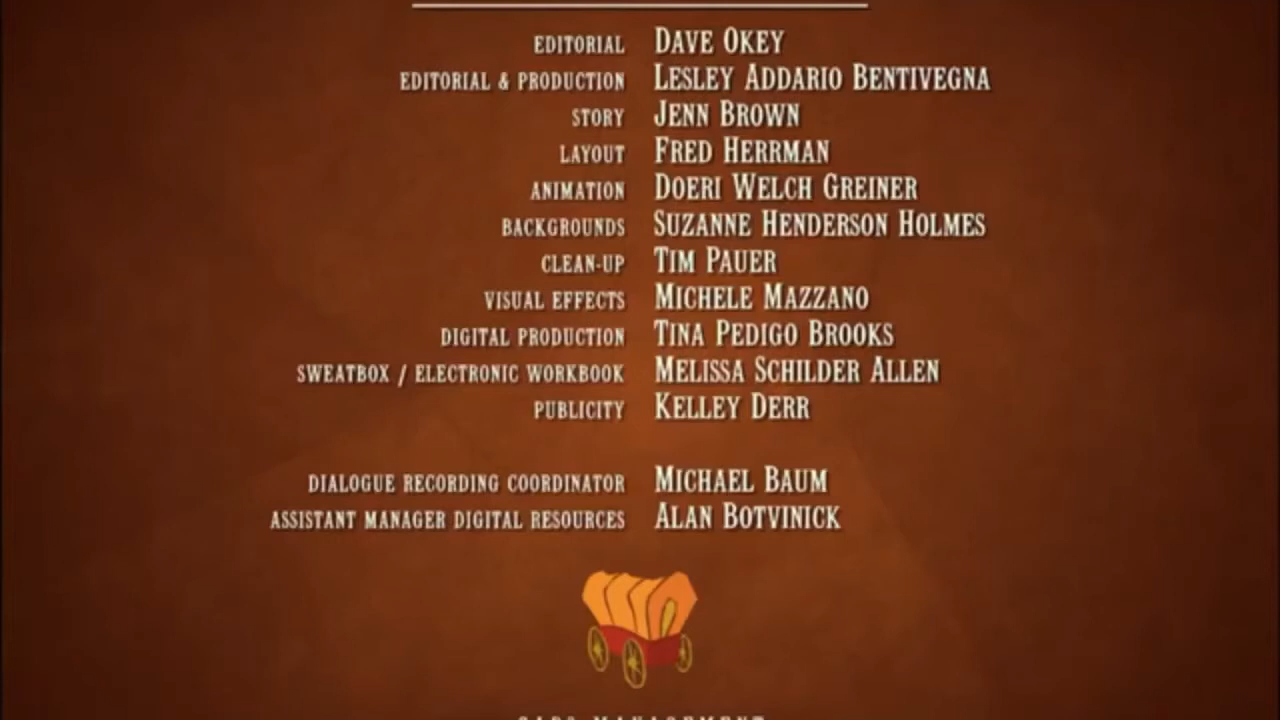 EDITORIAL DAVE OKEY
EDITORIAL & PRODUCTION LESLEY ADDARIO BENTIVEGNA
STORY JENN BROWN
LAYOUT FRED HERRMAN
ANIMATION DOERI WELCH GREINER
BACKGROUNDS SUZANNE HENDERSON HOLMES
CLEAN-UP TIM PAUER
VISUAL EFFECTS MICHELE MAZZANO
DIGITAL PRODUCTION TINA PEDIGO BROOKS
SWEATBOX / ELECTRONIC WORKBOOK MELISSA SCHILDER ALLEN
PUBLICITY KELLEY DERR
DIALOGUE RECORDING COORDINATOR MICHAEL BAUM
ASSISTANT MANAGER DIGITAL RESOURCES ALAN BOTVINICK
MANAGEMENT